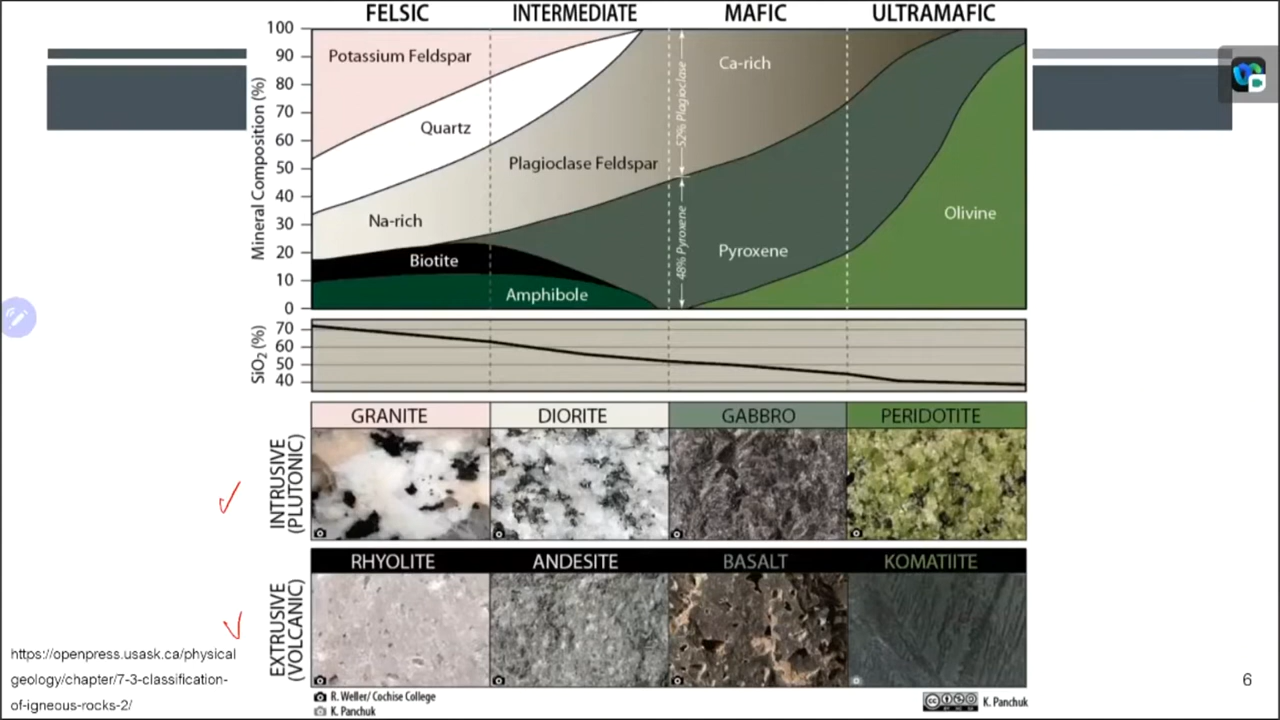 FELSIC INTERMEDIATE MAFIC ULTRAMAFIC
Mineral Composition (%)
100
90
80
70
60
50
40
30
20
10
0
Potassium Feldspar
Quartz
Plagioclase Feldspar
Na-rich
Ca-rich
Biotite
Amphibole
52% Plagioclase
48% Pyroxene
Pyroxene
Olivine
SiO₂ (%)
70
60
50
40
INTRUSIVE
(PLUTONIC)
GRANITE DIORITE GABBRO PERIDOTITE
EXTRUSIVE
(VOLCANIC)
RHYOLITE ANDESITE BASALT KOMATIITE
https://openpress.usask.ca/physical
geology/chapter/7-3-classification-
of-igneous-rocks-2/
R. Weller/ Cochise College
K. Panchuk
K. Panchuk
6